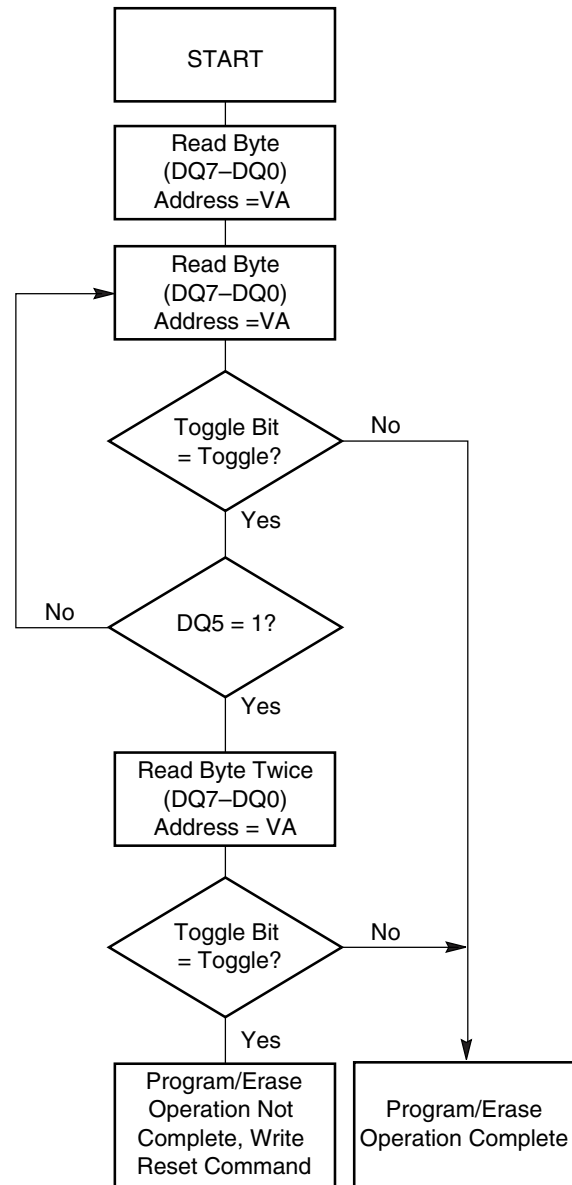 START
Read Byte
(DQ7–DQ0)
Address =VA
Read Byte
(DQ7–DQ0)
Address =VA
Toggle Bit
= Toggle?
No
Yes
No
DQ5 = 1?
Yes
Read Byte Twice
(DQ7–DQ0)
Address = VA
Toggle Bit
= Toggle?
No
Yes
Program/Erase
Operation Not
Complete, Write
Reset Command
Program/Erase
Operation Complete